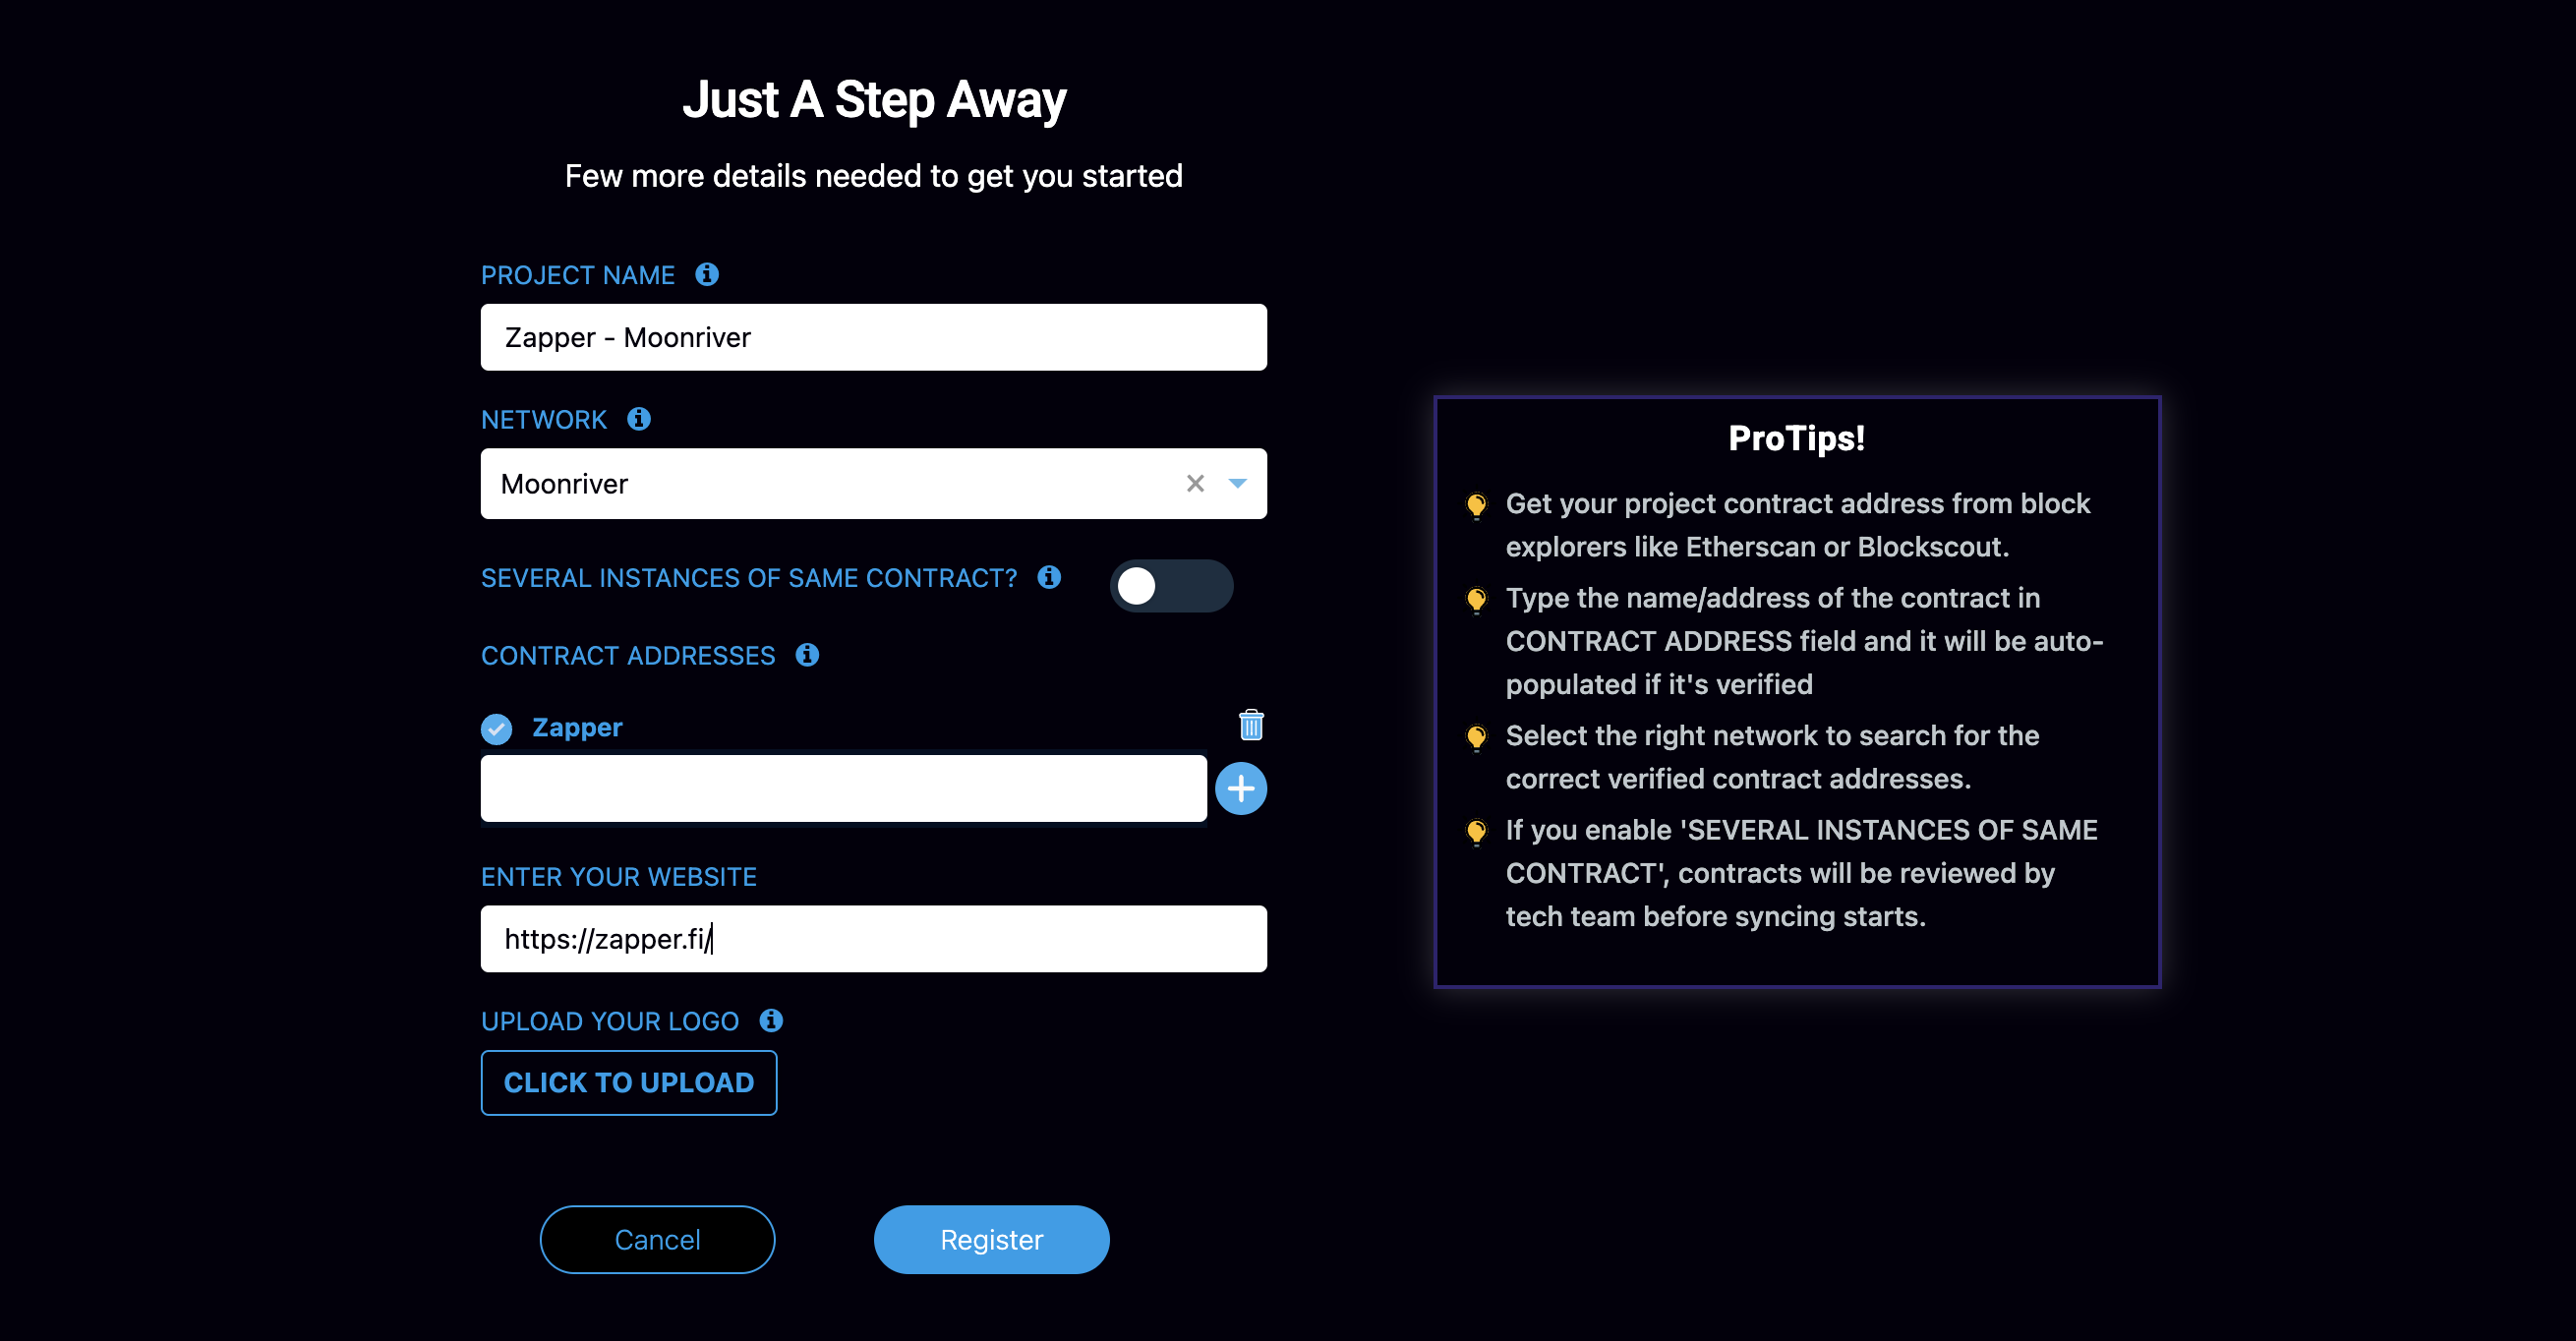 Just A Step Away
Few more details needed to get you started
PROJECT NAME
Zapper - Moonriver
NETWORK
Moonriver
SEVERAL INSTANCES OF SAME CONTRACT?
CONTRACT ADDRESSES
Zapper
ENTER YOUR WEBSITE
https://zapper.fi/
UPLOAD YOUR LOGO
CLICK TO UPLOAD
Cancel
Register
ProTips!
Get your project contract address from block
explorers like Etherscan or Blockscout.
Type the name/address of the contract in
CONTRACT ADDRESS field and it will be auto-
populated if it's verified
Select the right network to search for the
correct verified contract addresses.
If you enable 'SEVERAL INSTANCES OF SAME
CONTRACT', contracts will be reviewed by
tech team before syncing starts.